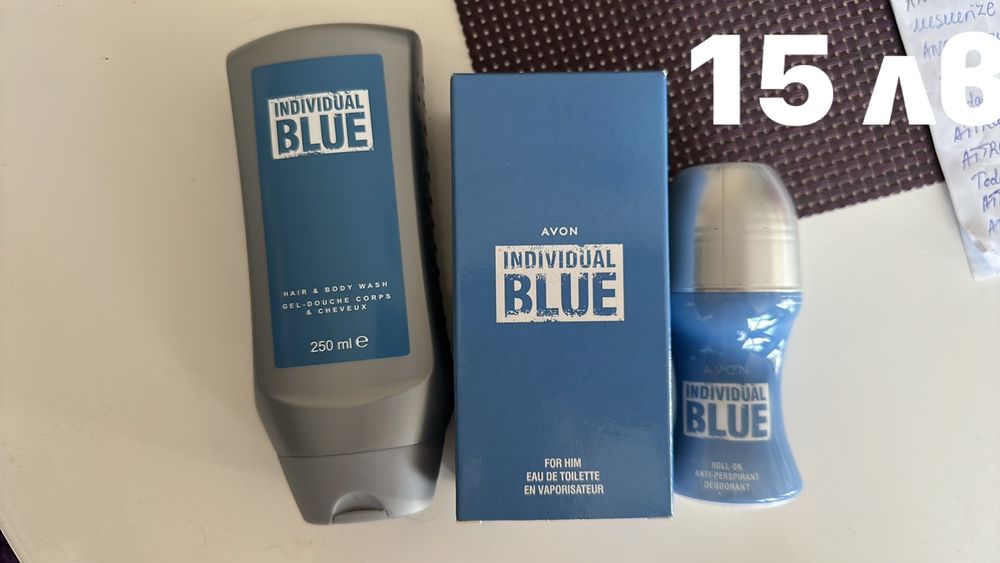 INDIVIDUAL
BLUE
HAIR & BODY WASH
GEL-DOUCHE CORPS
& CHEVEUX
250 ml e
AVON
INDIVIDUAL
BLUE
FOR HIM
EAU DE TOILETTE
EN VAPORISATEUR
15 лв
AVON
INDIVIDUAL
BLUE
ROLL-ON
ANTI-PERSPIRANT
DEODORANT